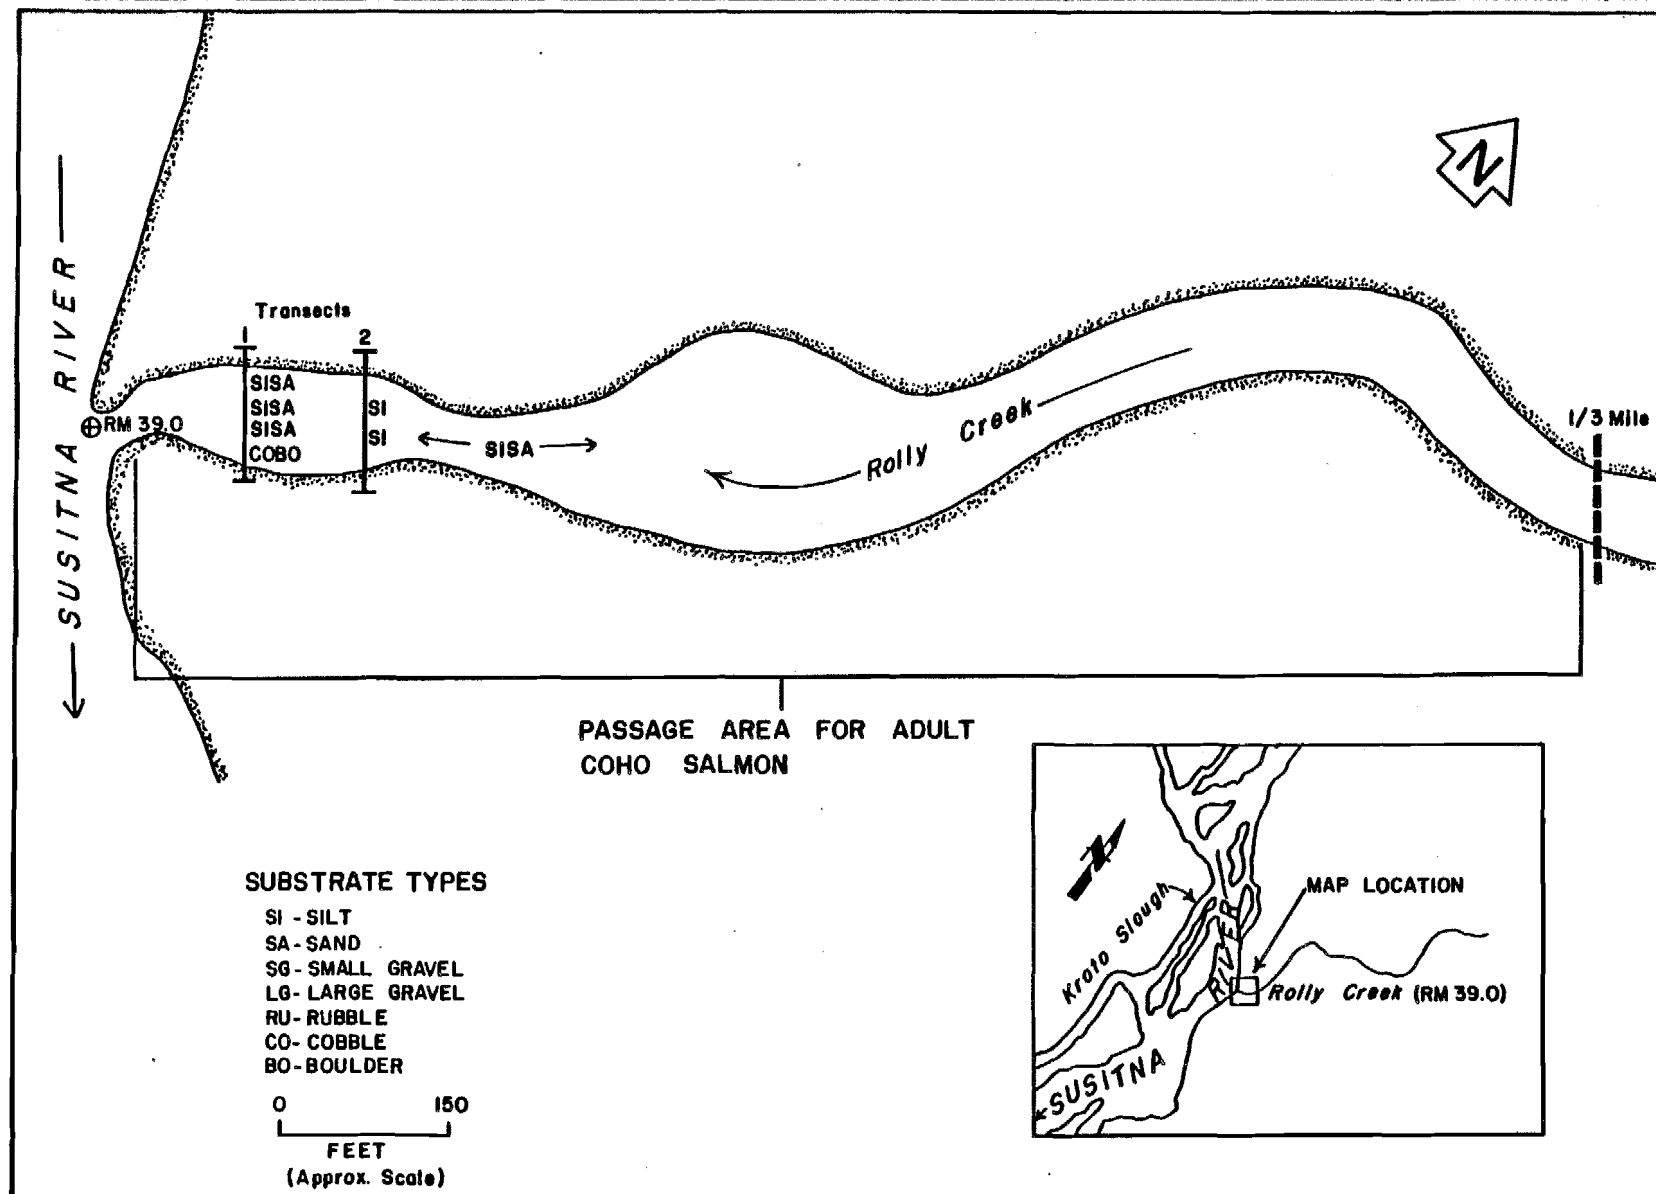 N
Transects
1
2
1/3 Mile
SISA
SISA
SISA
COBO
SI
SI
SISA
RM 39.0
Rolly Creek
SUSITNA RIVER
PASSAGE AREA FOR ADULT
COHO SALMON
SUBSTRATE TYPES
SI - SILT
SA - SAND
SG - SMALL GRAVEL
LG - LARGE GRAVEL
RU - RUBBLE
CO - COBBLE
BO - BOULDER
0 150
FEET
(Approx. Scale)
N
Kroto Slough
MAP LOCATION
RIVER
Rolly Creek (RM 39.0)
SUSITNA